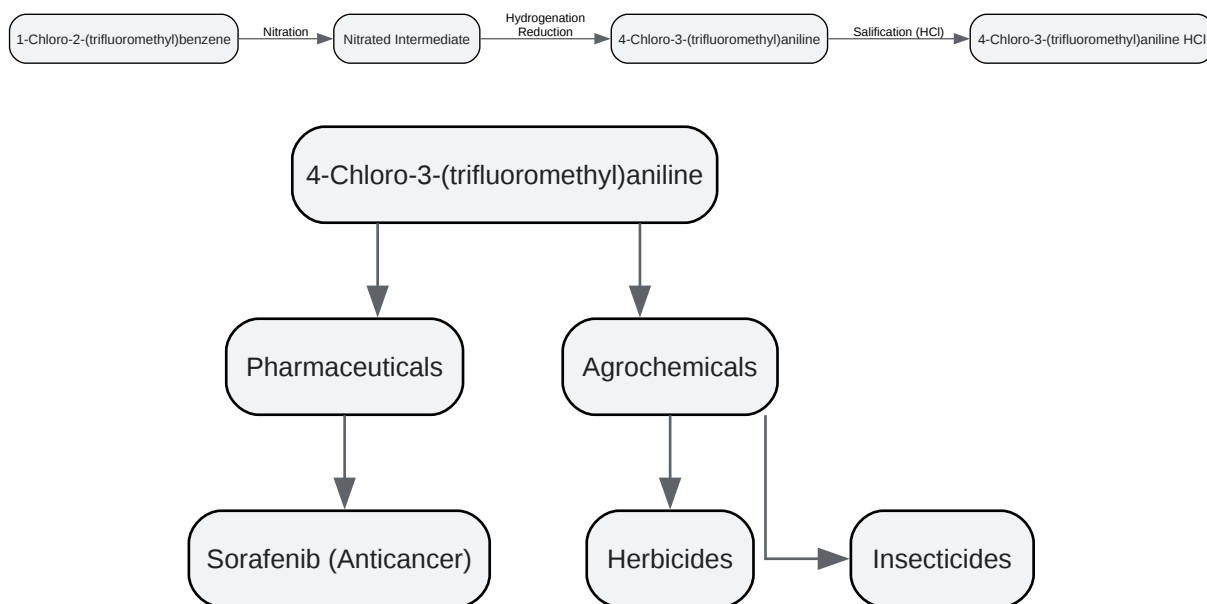 1-Chloro-2-(trifluoromethyl)benzene
Nitration
Nitrated Intermediate
Hydrogenation
Reduction
4-Chloro-3-(trifluoromethyl)aniline
Salification (HCl)
4-Chloro-3-(trifluoromethyl)aniline HCl
4-Chloro-3-(trifluoromethyl)aniline
Pharmaceuticals
Agrochemicals
Sorafenib (Anticancer)
Herbicides
Insecticides